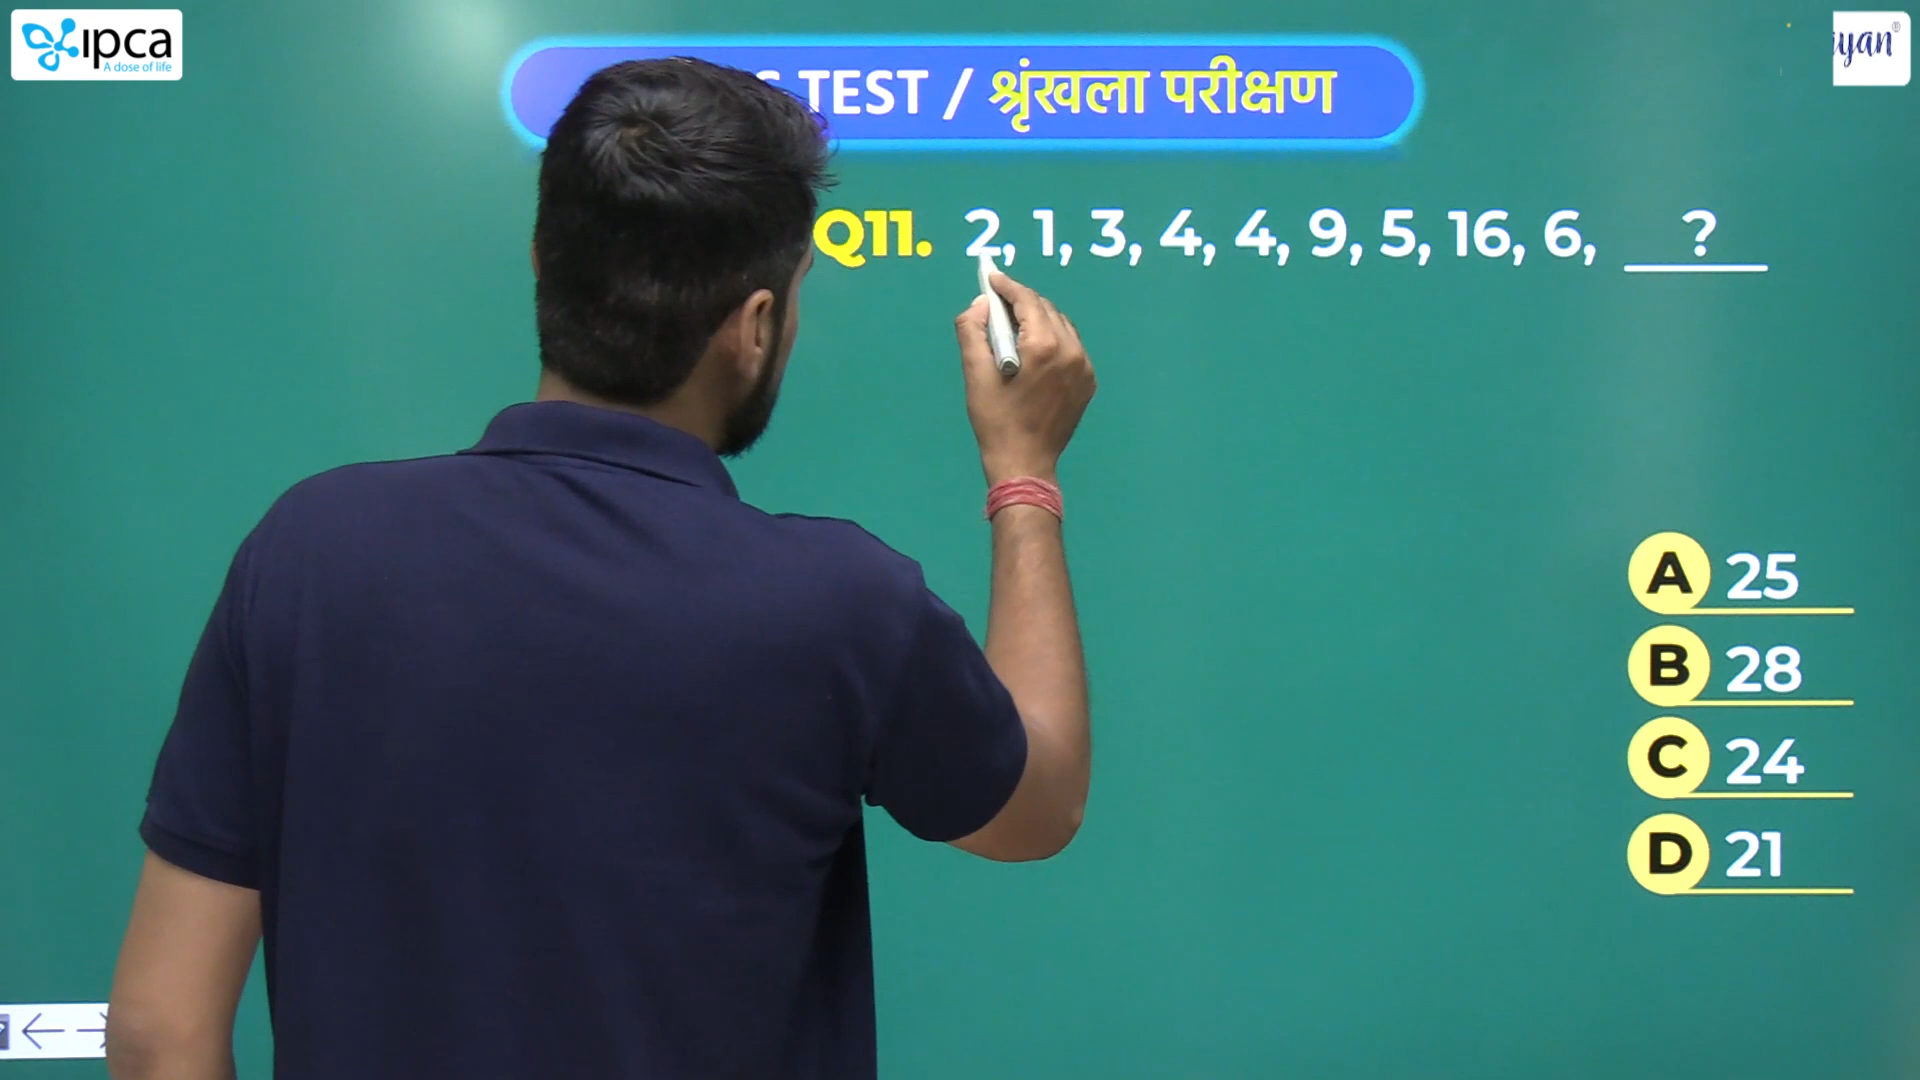 ipca
A dose of life
TEST / श्रृंखला परीक्षण
Q11. 2, 1, 3, 4, 4, 9, 5, 16, 6, ?
A 25
B 28
C 24
D 21